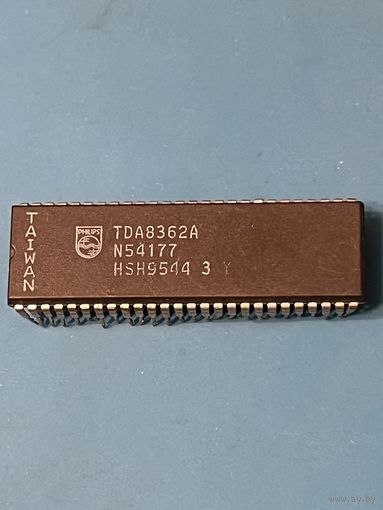 TAIWAN
PHILIPS
TDA8362A
N54177
HSH9544 3 Y
www.ay.by